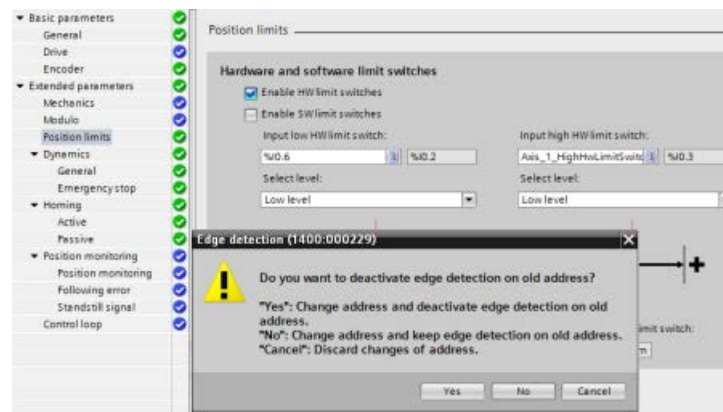 Basic parameters
General
Drive
Encoder
Extended parameters
Mechanics
Modulo
Position limits
Dynamics
General
Emergency stop
Homing
Active
Passive
Position monitoring
Position monitoring
Following error
Standstill signal
Control loop
Position limits
Hardware and software limit switches
Enable HW limit switches
Enable SW limit switches
Input low HW limit switch:
Input high HW limit switch:
%I0.6
%I0.2
Axis_1_HighHwLimitSwitc
%I0.3
Select level:
Select level:
Low level
Low level
Edge detection (1400:000229)
Do you want to deactivate edge detection on old address?
"Yes": Change address and deactivate edge detection on old
address.
"No": Change address and keep edge detection on old address.
"Cancel": Discard changes of address.
Yes
No
Cancel
imit switch:
m